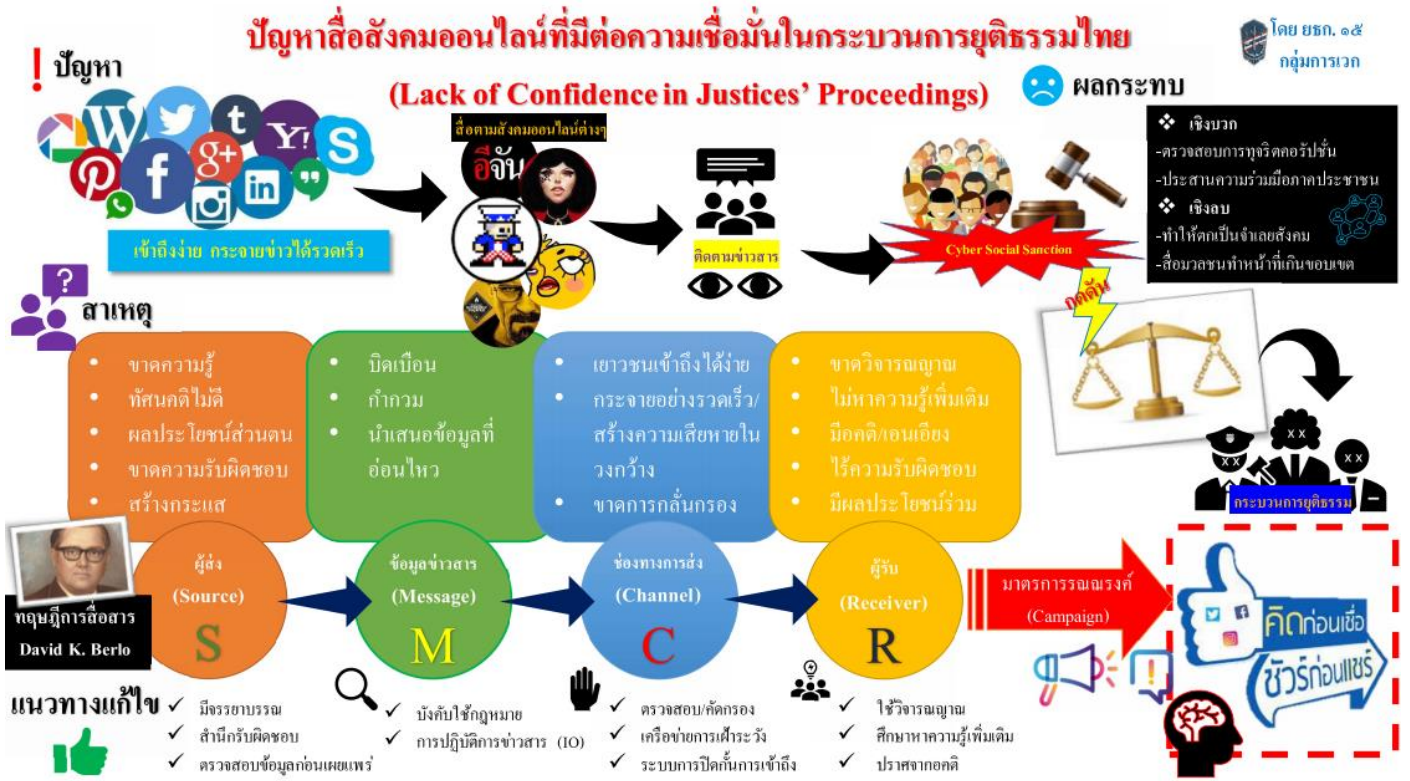 ปัญหาสื่อสังคมออนไลน์ที่มีต่อความเชื่อมั่นในกระบวนการยุติธรรมไทย
(Lack of Confidence in Justices’ Proceedings)
โดย ยธก. ๑๕
กลุ่มการเวก
! ปัญหา
เข้าถึงง่าย กระจายข่าวได้รวดเร็ว
สื่อตามสังคมออนไลน์ต่างๆ
อีจัน
ติดตามข่าวสาร
Cyber Social Sanction
กดดัน
ผลกระทบ
❖ เชิงบวก
-ตรวจสอบการทุจริตคอรัปชั่น
-ประสานความร่วมมือภาคประชาชน
❖ เชิงลบ
-ทำให้ตกเป็นจำเลยสังคม
-สื่อมวลชนทำหน้าที่เกินขอบเขต
กระบวนการยุติธรรม
สาเหตุ
• ขาดความรู้
• ทัศนคติไม่ดี
• ผลประโยชน์ส่วนตน
• ขาดความรับผิดชอบ
• สร้างกระแส
• บิดเบือน
• กำกวม
• นำเสนอข้อมูลที่
อ่อนไหว
• เยาวชนเข้าถึงได้ง่าย
• กระจายอย่างรวดเร็ว/
สร้างความเสียหายใน
วงกว้าง
• ขาดการกลั่นกรอง
• ขาดวิจารณญาณ
• ไม่หาความรู้เพิ่มเติม
• มีอคติ/เอนเอียง
• ไร้ความรับผิดชอบ
• มีผลประโยชน์ร่วม
ทฤษฎีการสื่อสาร
David K. Berlo
ผู้ส่ง
(Source)
S
ข้อมูลข่าวสาร
(Message)
M
ช่องทางการส่ง
(Channel)
C
ผู้รับ
(Receiver)
R
มาตรการรณณรงค์
(Campaign)
คิดก่อนเชื่อ
ชัวร์ก่อนแชร์
แนวทางแก้ไข
✓ มีจรรยาบรรณ
✓ สำนึกรับผิดชอบ
✓ ตรวจสอบข้อมูลก่อนเผยแพร่
✓ บังคับใช้กฎหมาย
✓ การปฏิบัติการข่าวสาร (IO)
✓ ตรวจสอบ/คัดกรอง
✓ เครือข่ายการเฝ้าระวัง
✓ ระบบการปิดกั้นการเข้าถึง
✓ ใช้วิจารณญาณ
✓ ศึกษาหาความรู้เพิ่มเติม
✓ ปราศจากอคติ